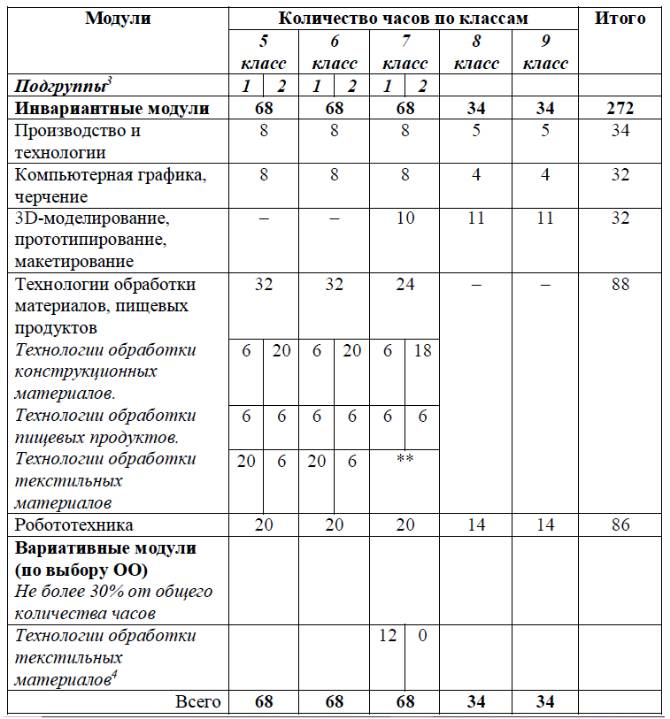 Модули Количество часов по классам Итого
5 класс 6 класс 7 класс 8 класс 9 класс
Подгруппы³ 1 2 1 2 1 2
Инвариантные модули 68 68 68 34 34 272
Производство и 8 8 8 5 5 34
технологии
Компьютерная графика, 8 8 8 4 4 32
черчение
3D-моделирование, – – 10 11 11 32
прототипирование,
макетирование
Технологии обработки 32 32 24 – – 88
материалов, пищевых
продуктов
Технологии обработки 6 20 6 20 6 18
конструкционных
материалов.
Технологии обработки 6 6 6 6 6 6
пищевых продуктов.
Технологии обработки 20 6 20 6 **
текстильных
материалов
Робототехника 20 20 20 14 14 86
Вариативные модули
(по выбору ОО)
Не более 30% от общего
количества часов
Технологии обработки 12 0
текстильных
материалов⁴
Всего 68 68 68 34 34